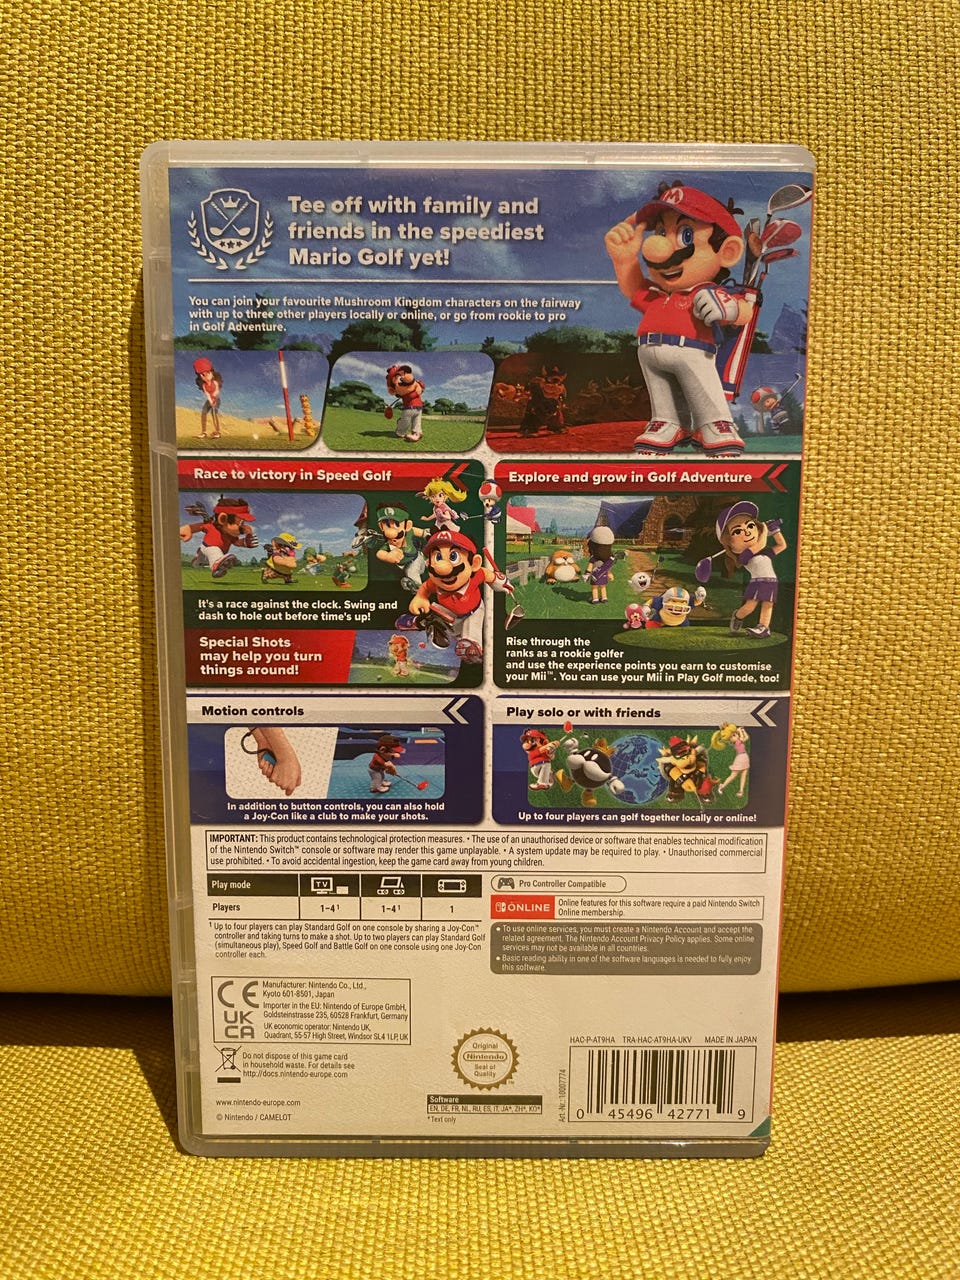 Tee off with family and
friends in the speediest
Mario Golf yet!
You can join your favourite Mushroom Kingdom characters on the fairway
with up to three other players locally or online, or go from rookie to pro
in Golf Adventure.
Race to victory in Speed Golf
It's a race against the clock. Swing and
dash to hole out before time's up!
Special Shots
may help you turn
things around!
Explore and grow in Golf Adventure
Rise through the
ranks as a rookie golfer
and use the experience points you earn to customise
your Mii™. You can use your Mii in Play Golf mode, too!
Motion controls
In addition to button controls, you can also hold
a Joy-Con like a club to make your shots.
Play solo or with friends
Up to four players can golf together locally or online!
IMPORTANT: This product contains technological protection measures. • The use of an unauthorised device or software that enables technical modification
of the Nintendo Switch™ console or software may render this game unplayable. • A system update may be required to play. • Unauthorised commercial
use prohibited. • To avoid accidental ingestion, keep the game card away from young children.
Play mode TV
Players 1–4¹ 1–4¹ 1
¹ Up to four players can play Standard Golf on one console by sharing a Joy-Con™
controller and taking turns to make a shot. Up to two players can play Standard Golf
(simultaneous play), Speed Golf and Battle Golf on one console using one Joy-Con
controller each.
Pro Controller Compatible
ONLINE
Online features for this software require a paid Nintendo Switch
Online membership.
• To use online services, you must create a Nintendo Account and accept the
related agreement. The Nintendo Account Privacy Policy applies. Some online
services may not be available in all countries.
• Basic reading ability in one of the software languages is needed to fully enjoy
this software.
CE
UK
CA
Manufacturer: Nintendo Co., Ltd.,
Kyoto 601-8501, Japan
Importer in the EU: Nintendo of Europe GmbH,
Goldsteinstrasse 235, 60528 Frankfurt, Germany
UK economic operator: Nintendo UK,
Quadrant, 55-57 High Street, Windsor SL4 1LP, UK
Do not dispose of this game card
in household waste. For details see
http://docs.nintendo-europe.com
www.nintendo-europe.com
© Nintendo / CAMELOT
Original
Nintendo
Seal of
Quality
TM
Software
EN, DE, FR, NL, RU, ES, IT, JA*, ZH*, KO*
*Text only
HAC-P-AT9HA TRA-HAC-AT9HA-UKV MADE IN JAPAN
Art.-Nr.: 10007774
0 45496 42771 9